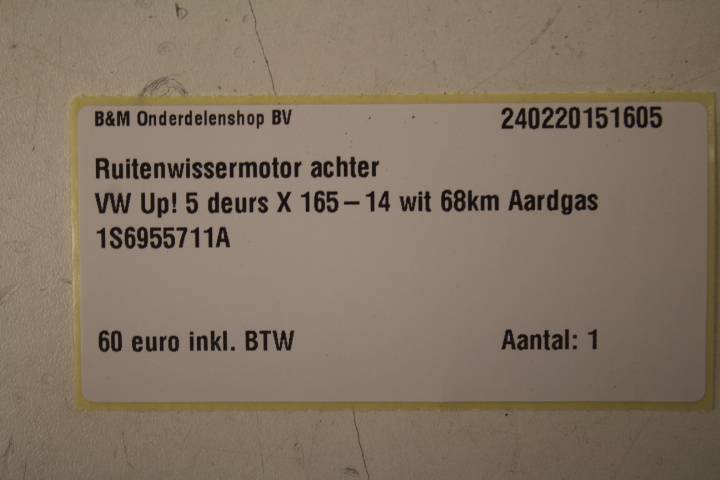 B&M Onderdelenshop BV 240220151605
Ruitenwissermotor achter
VW Up! 5 deurs X 165-14 wit 68km Aardgas
1S6955711A
60 euro inkl. BTW Aantal: 1